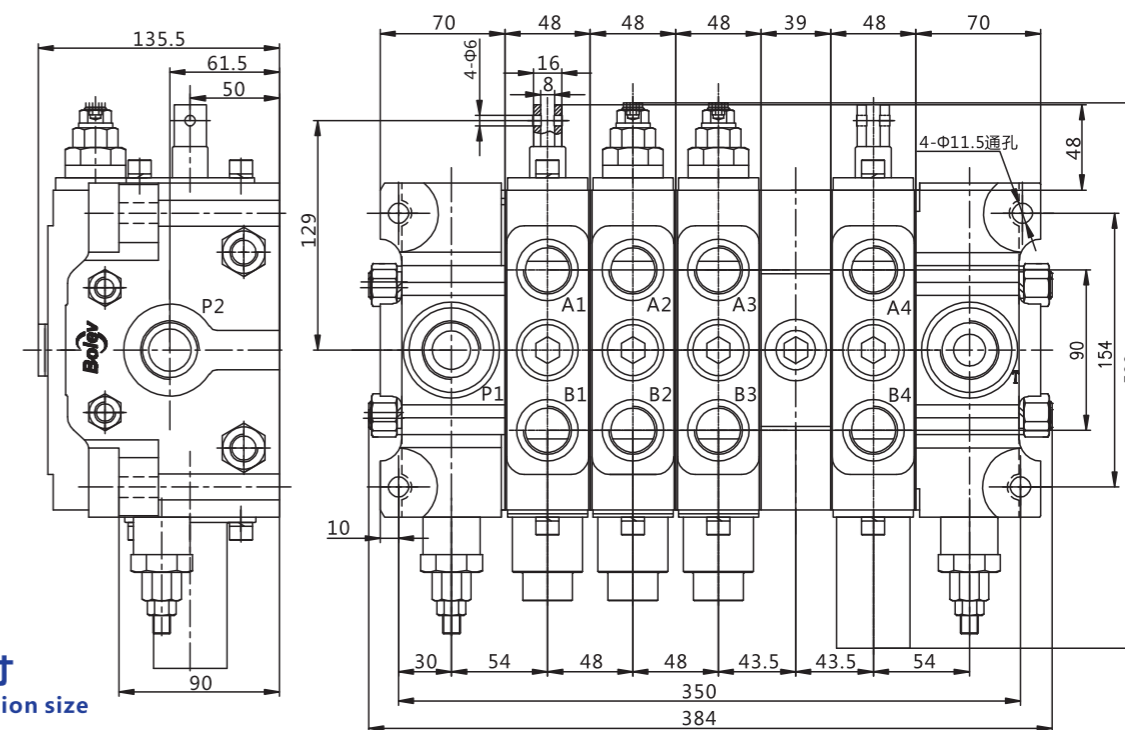 70 48 48 48 39 48 70
135.5
61.5
50
4-Φ6
16
8
4-Φ11.5通孔
48
129
P2
Bolev
A1 A2 A3 A4
90
154
P1 B1 B2 B3 B4
T
10
30 54 48 48 43.5 43.5 54
90
350
384
寸
ion size